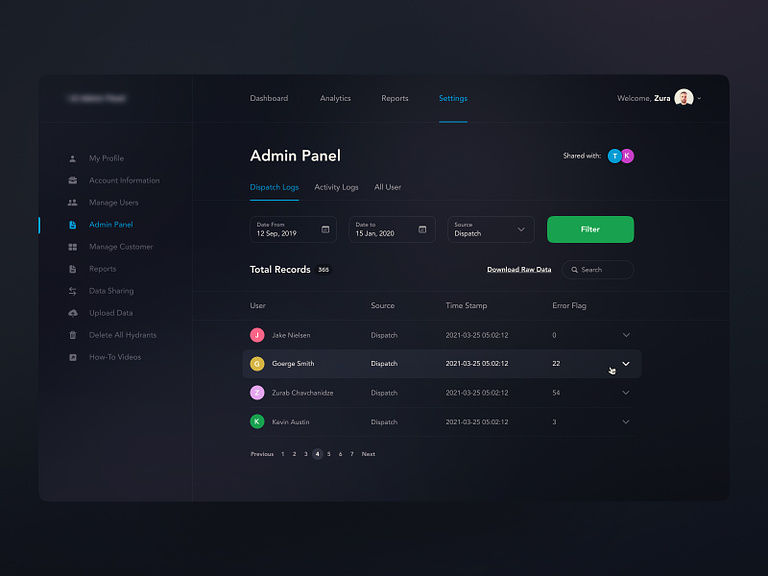 Dashboard Analytics Reports Settings Welcome, Zura
My Profile
Account Information
Manage Users
Admin Panel
Manage Customer
Reports
Data Sharing
Upload Data
Delete All Hydrants
How-To Videos
Admin Panel Shared with: T K
Dispatch Logs Activity Logs All User
Date From Date to Source
12 Sep, 2019 15 Jan, 2020 Dispatch Filter
Total Records 365 Download Raw Data Search
User Source Time Stamp Error Flag
J Jake Nielsen Dispatch 2021-03-25 05:02:12 0
G Goerge Smith Dispatch 2021-03-25 05:02:12 22
Z Zurab Chavchanidze Dispatch 2021-03-25 05:02:12 54
K Kavin Austin Dispatch 2021-03-25 05:02:12 3
Previous 1 2 3 4 5 6 7 Next